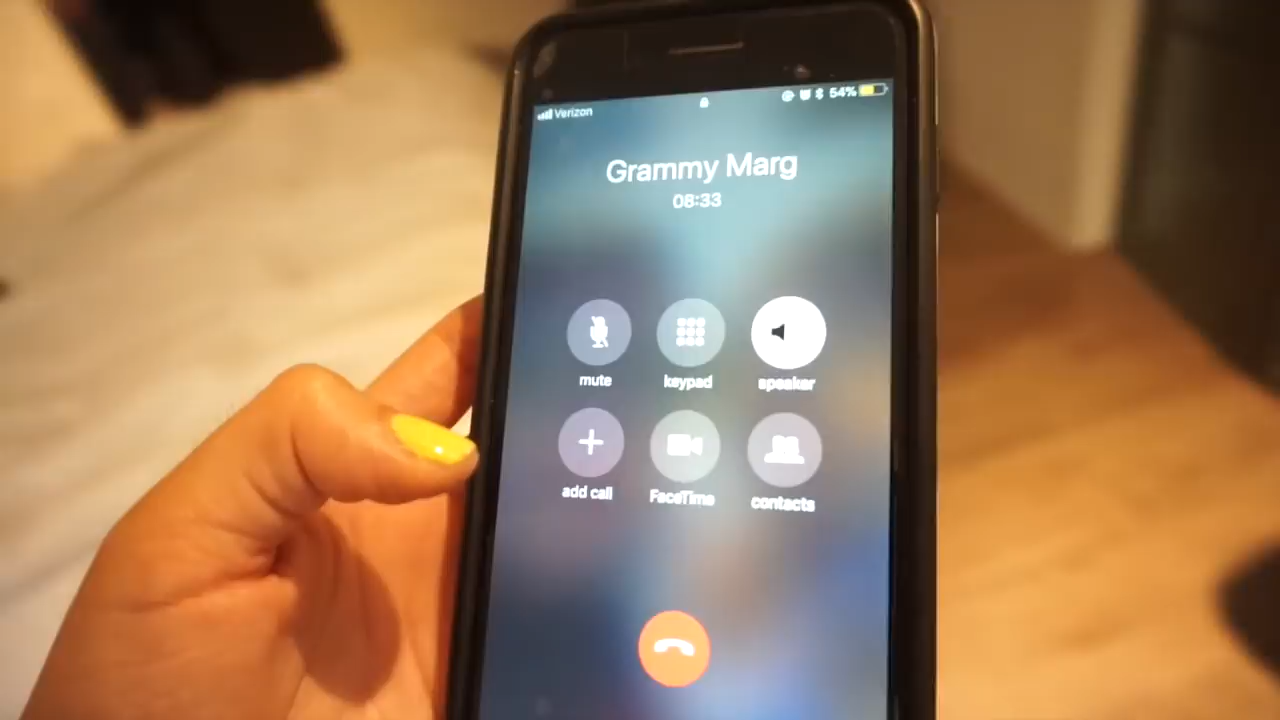 Verizon 54%
Grammy Marg
08:33
mute keypad speaker
add call FaceTime contacts